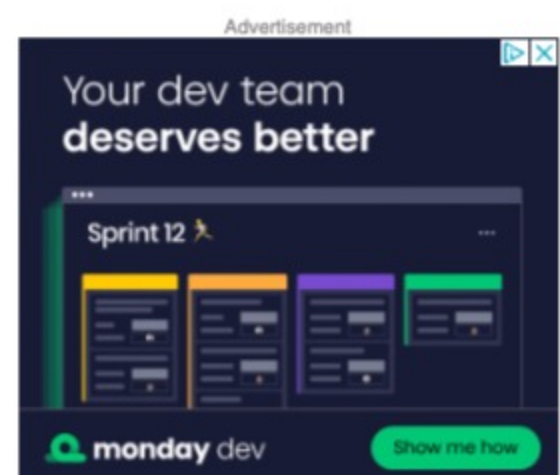 Advertisement
Your dev team
deserves better
Sprint 12
monday dev
Show me how